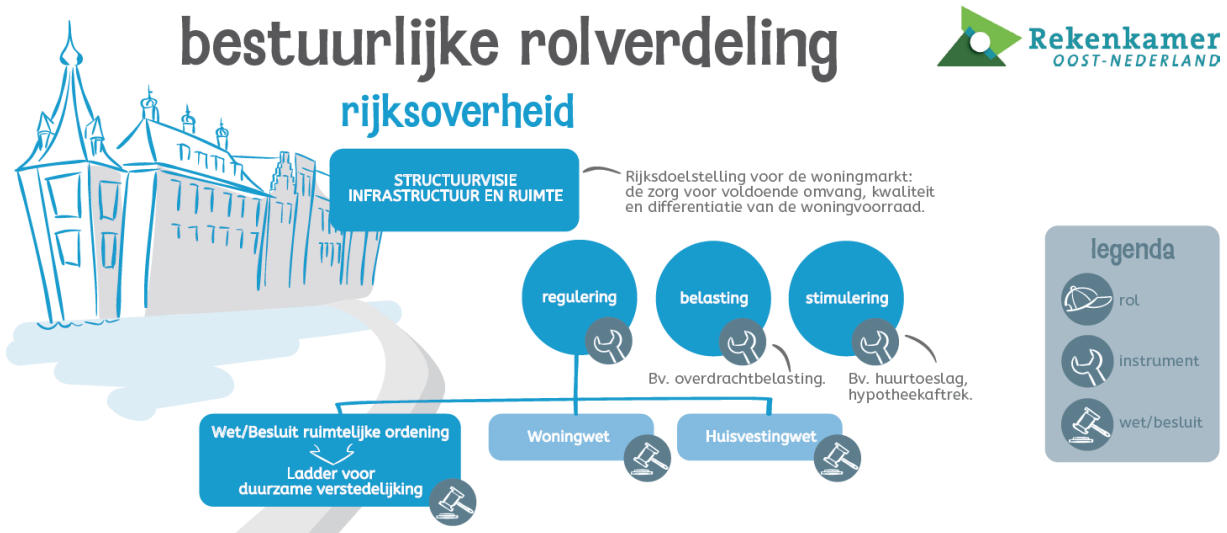 bestuurlijke rolverdeling
Rekenkamer
OOST-NEDERLAND
rijksoverheid
STRUCTUURVISIE
INFRASTRUCTUUR EN RUIMTE
Rijksdoelstelling voor de woningmarkt:
de zorg voor voldoende omvang, kwaliteit
en differentiatie van de woningvoorraad.
regulering
belasting
stimulering
Bv. overdrachtbelasting.
Bv. huurtoeslag,
hypotheekaftrek.
Wet/Besluit ruimtelijke ordening
Ladder voor
duurzame verstedelijking
Woningwet
Huisvestingwet
legenda
rol
instrument
wet/besluit